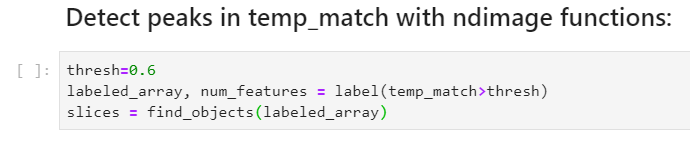 Detect peaks in temp_match with ndimage functions:
[ ]: thresh=0.6
labeled_array, num_features = label(temp_match>thresh)
slices = find_objects(labeled_array)